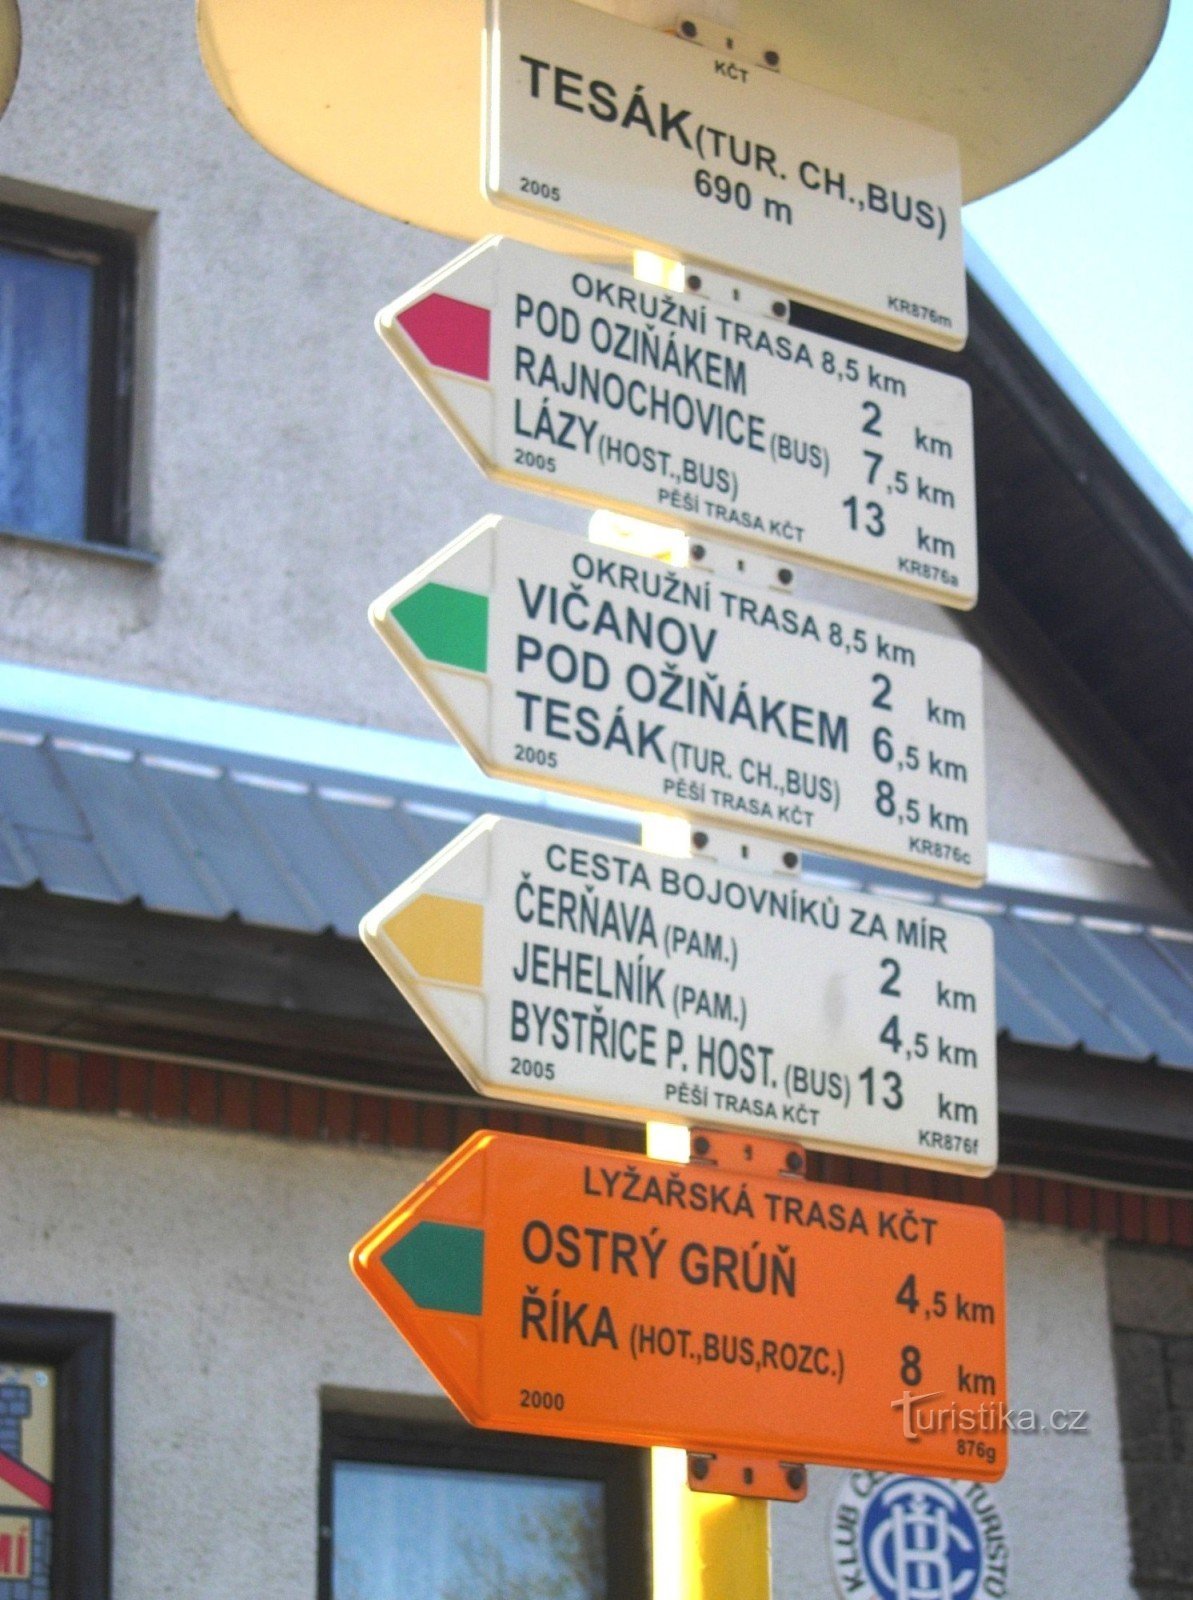 KČT
TESÁK(TUR. CH.,BUS)
690 m
2005
KR876m
OKRUŽNÍ TRASA 8,5 km
POD OZIŇÁKEM 2 km
RAJNOCHOVICE(BUS) 7,5 km
LÁZY(HOST.,BUS) 13 km
2005 PĚŠÍ TRASA KČT KR876a
OKRUŽNÍ TRASA 8,5 km
VIČANOV 2 km
POD OŽIŇÁKEM 6,5 km
TESÁK(TUR. CH.,BUS) 8,5 km
2005 PĚŠÍ TRASA KČT KR876c
CESTA BOJOVNÍKŮ ZA MÍR
ČERŇAVA(PAM.) 2 km
JEHELNÍK(PAM.) 4,5 km
BYSTŘICE P. HOST.(BUS) 13 km
2005 PĚŠÍ TRASA KČT KR876f
LYŽAŘSKÁ TRASA KČT
OSTRÝ GRÚŇ 4,5 km
ŘÍKA (HOT.,BUS,ROZC.) 8 km
2000 876g
Turistika.cz
KLUB ČESKÝCH TURISTŮ
MÍ